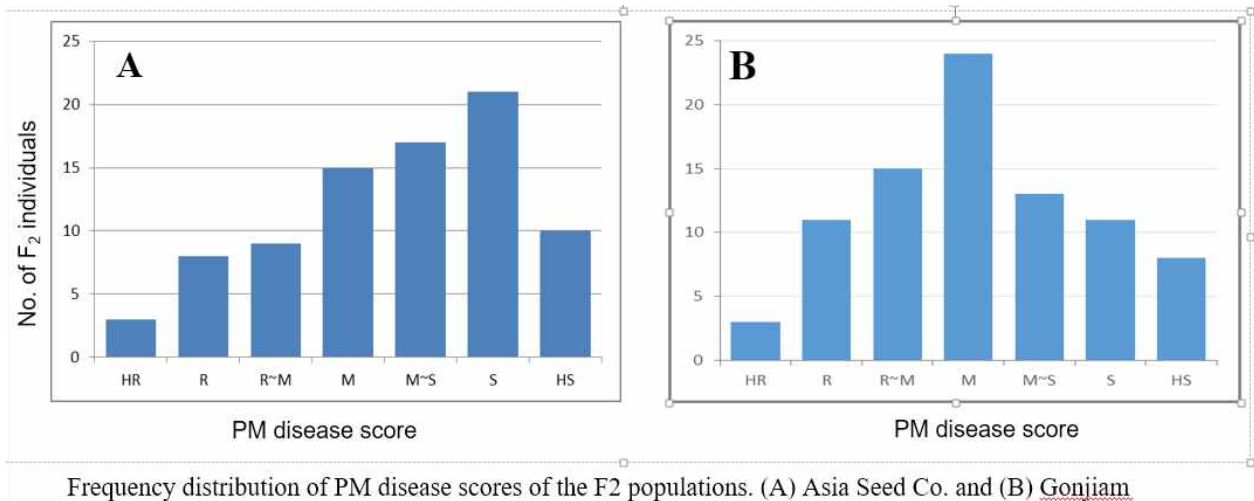 A
25
20
15
10
5
0
No. of F₂ individuals
HR R R~M M M~S S HS
PM disease score
B
25
20
15
10
5
0
HR R R~M M M~S S HS
PM disease score
Frequency distribution of PM disease scores of the F2 populations. (A) Asia Seed Co. and (B) Gonjiam